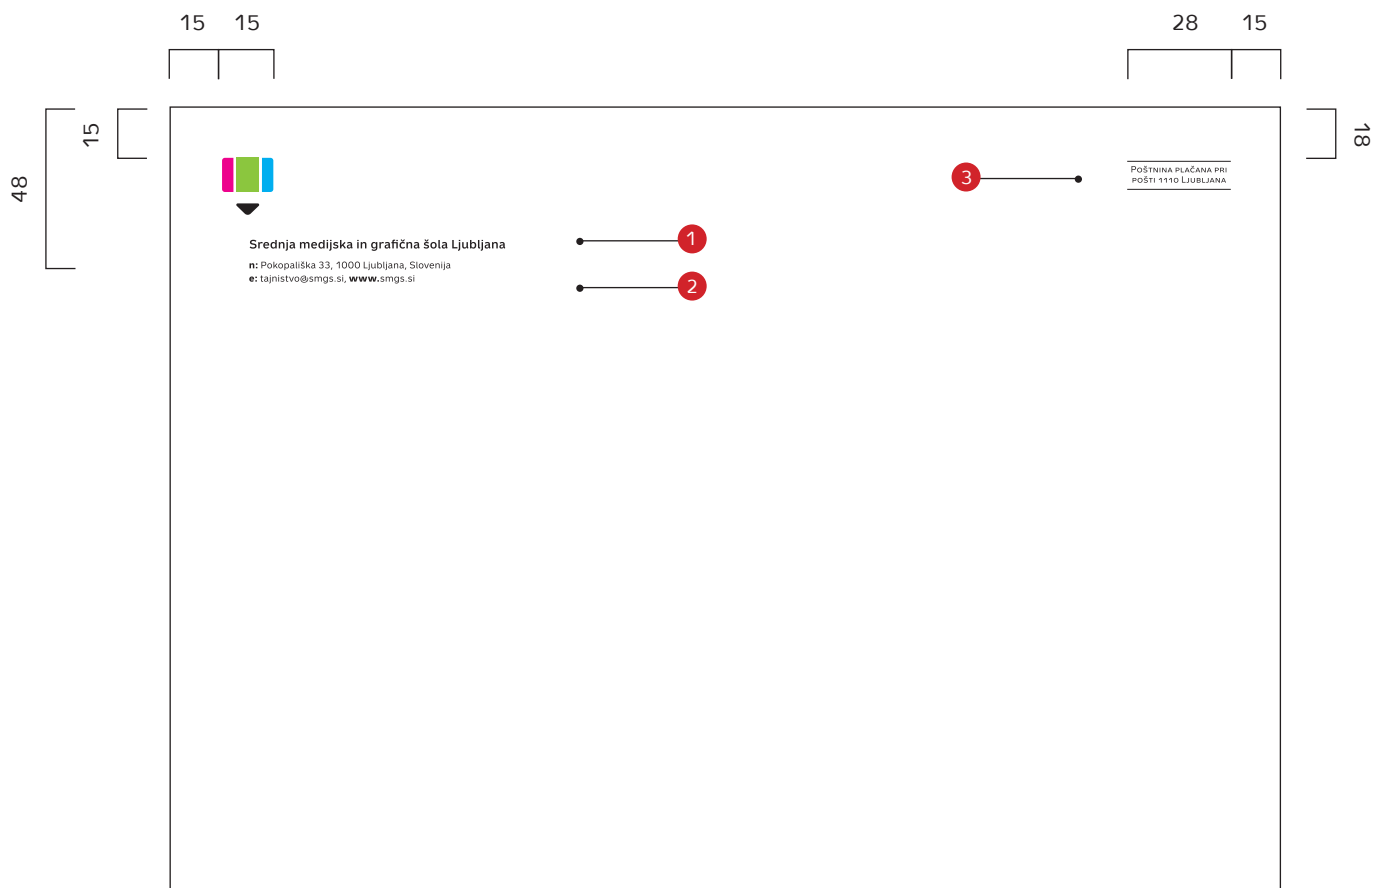 15 15 28 15
15
48
18
3
POŠTNINA PLAČANA PRI
POŠTI 1110 LJUBLJANA
Srednja medijska in grafična šola Ljubljana
1
n: Pokopališka 33, 1000 Ljubljana, Slovenija
e: tajnistvo@smgs.si, www.smgs.si
2